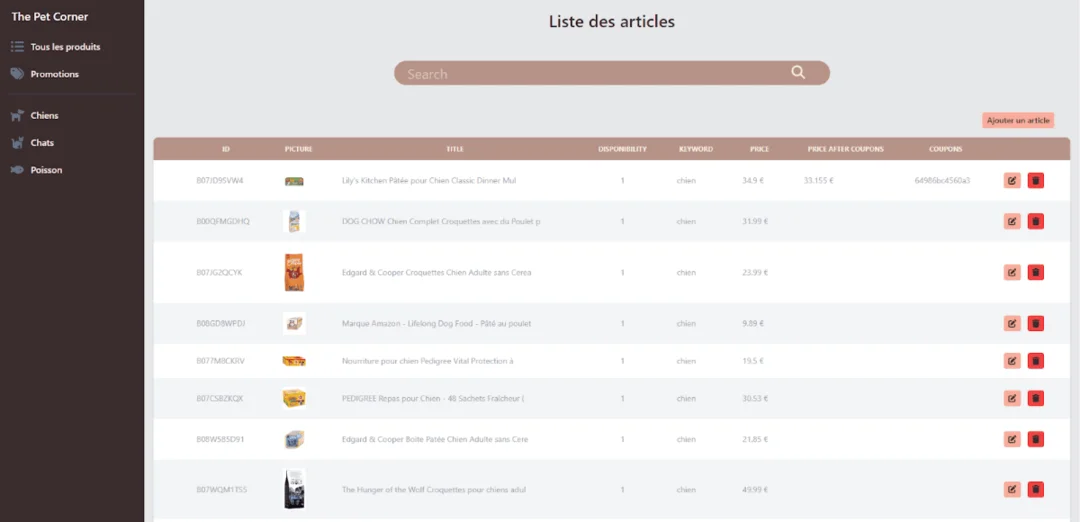 The Pet Corner
Tous les produits
Promotions
Chiens
Chats
Poisson
Liste des articles
Search
Ajouter un article
ID PICTURE TITLE DISPONIBILITY KEYWORD PRICE PRICE AFTER COUPONS COUPONS
B07JD9SVW4 Lily's Kitchen Pâtée pour Chien Classic Dinner Mul 1 chien 34.9 € 33.155 € 64986bc4560a3
B00QFMGDHQ DOG CHOW Chien Complet Croquettes avec du Poulet p 1 chien 31.99 €
B07JG2QCYK Edgard & Cooper Croquettes Chien Adulte sans Cerea 1 chien 23.99 €
B08GD8WPDJ Marque Amazon - Lifelong Dog Food - Pâté au poulet 1 chien 9.89 €
B077M8CKRV Nourriture pour chien Pedigree Vital Protection à 1 chien 19.5 €
B07CSBZKQX PEDIGREE Repas pour Chien - 48 Sachets Fraîcheur ( 1 chien 30.53 €
B08W585D91 Edgard & Cooper Boite Patée Chien Adulte sans Cere 1 chien 21.85 €
B07WQM1TS5 The Hunger of the Wolf Croquettes pour chiens adul 1 chien 49.99 €